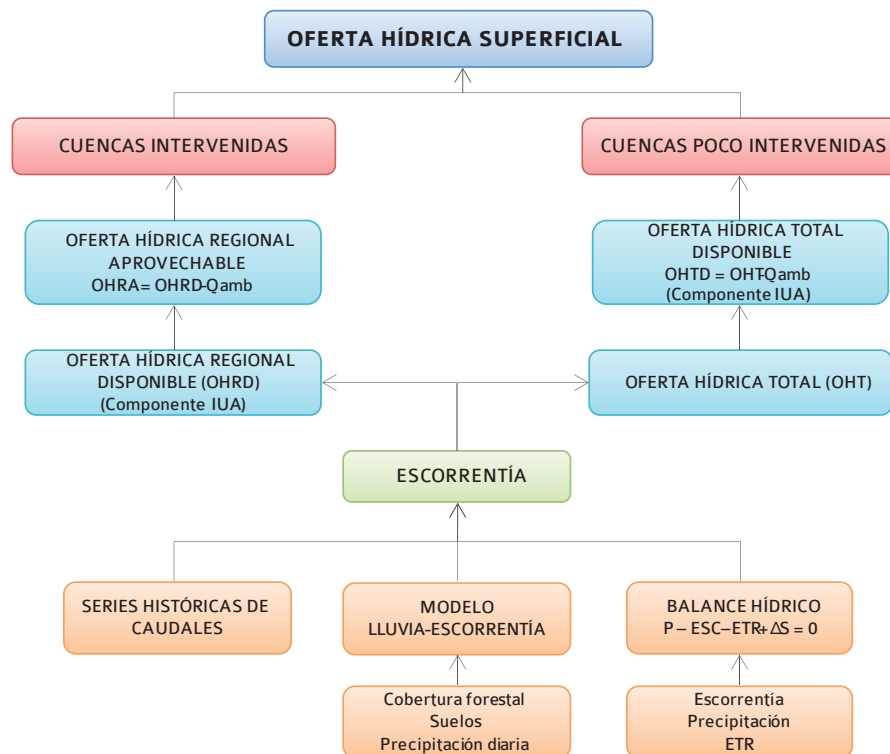 OFERTA HÍDRICA SUPERFICIAL
CUENCAS INTERVENIDAS
CUENCAS POCO INTERVENIDAS
OFERTA HÍDRICA REGIONAL
APROVECHABLE
OHRA= OHRD-Qamb
OFERTA HÍDRICA TOTAL
DISPONIBLE
OHTD = OHT-Qamb
(Componente IUA)
OFERTA HÍDRICA REGIONAL
DISPONIBLE (OHRD)
(Componente IUA)
OFERTA HÍDRICA TOTAL (OHT)
ESCORRENTÍA
SERIES HISTÓRICAS DE
CAUDALES
MODELO
LLUVIA-ESCORRENTÍA
BALANCE HÍDRICO
P – ESC–ETR+ΔS = 0
Cobertura forestal
Suelos
Precipitación diaria
Escorrentía
Precipitación
ETR